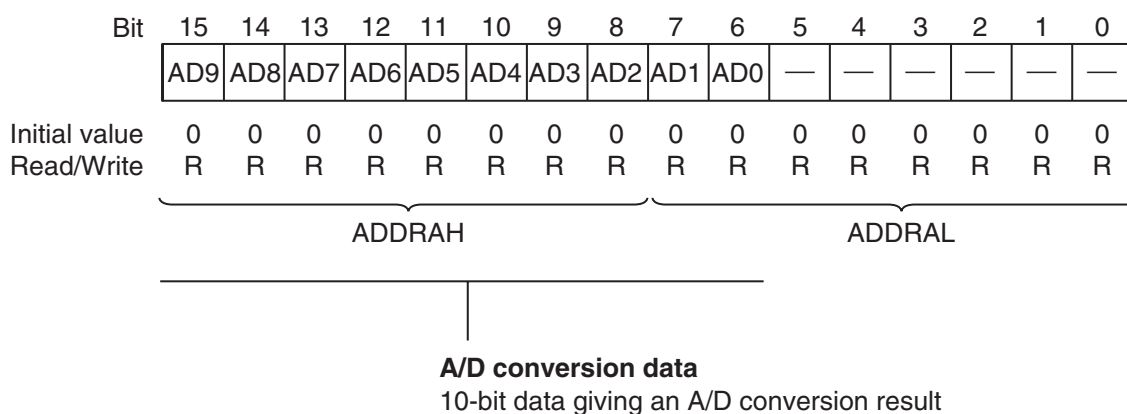 Bit 15 14 13 12 11 10 9 8 7 6 5 4 3 2 1 0
AD9 AD8 AD7 AD6 AD5 AD4 AD3 AD2 AD1 AD0 — — — — — —
Initial value 0 0 0 0 0 0 0 0 0 0 0 0 0 0 0 0
Read/Write R R R R R R R R R R R R R R R R
ADDRAH ADDRAL
A/D conversion data
10-bit data giving an A/D conversion result